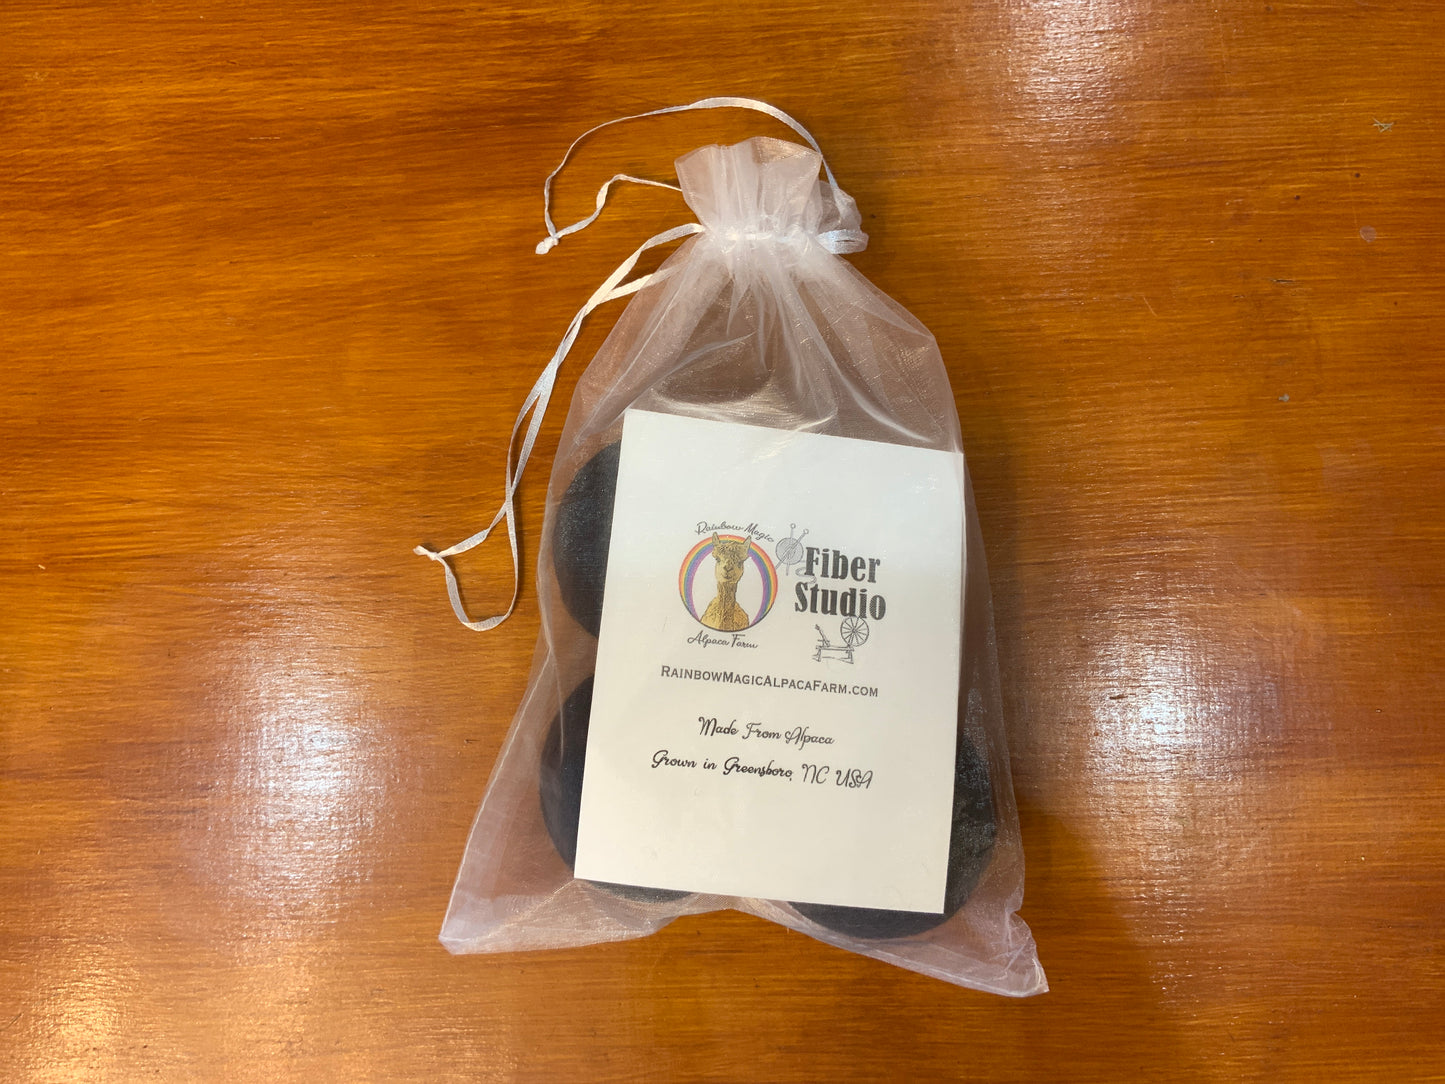 Rainbow Magic
Alpaca Farm
Fiber
Studio
RainbowMagicAlpacaFarm.com
Made From Alpaca
Grown in Greensboro, NC USA